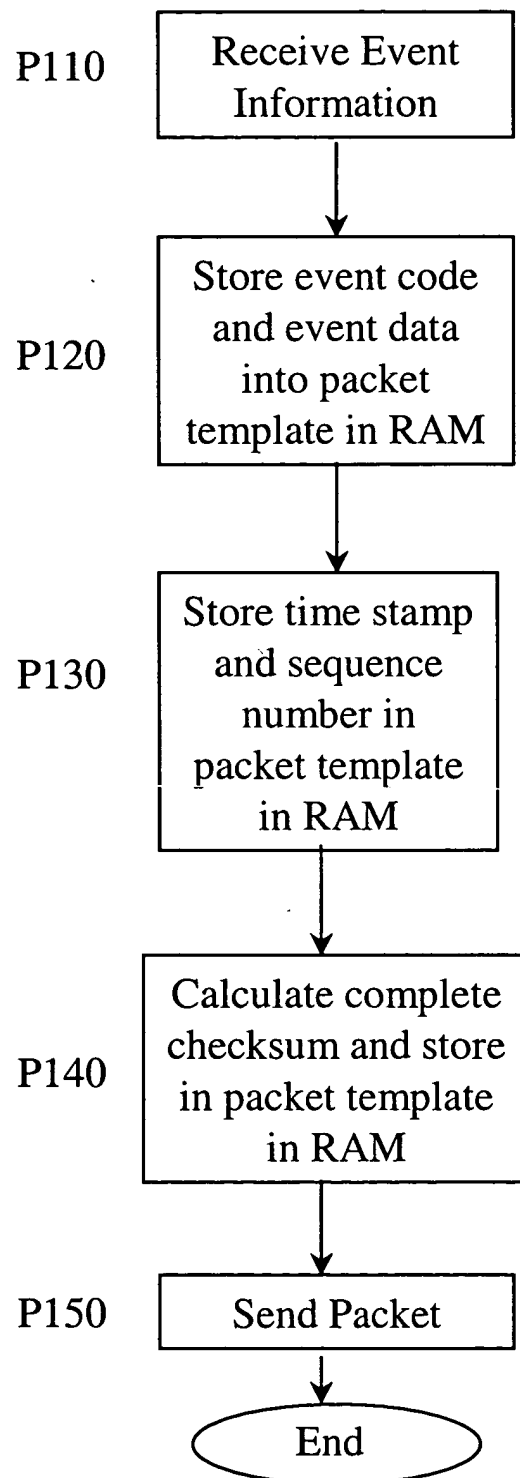 P110
Receive Event
Information
P120
Store event code
and event data
into packet
template in RAM
P130
Store time stamp
and sequence
number in
packet template
in RAM
P140
Calculate complete
checksum and store
in packet template
in RAM
P150
Send Packet
End